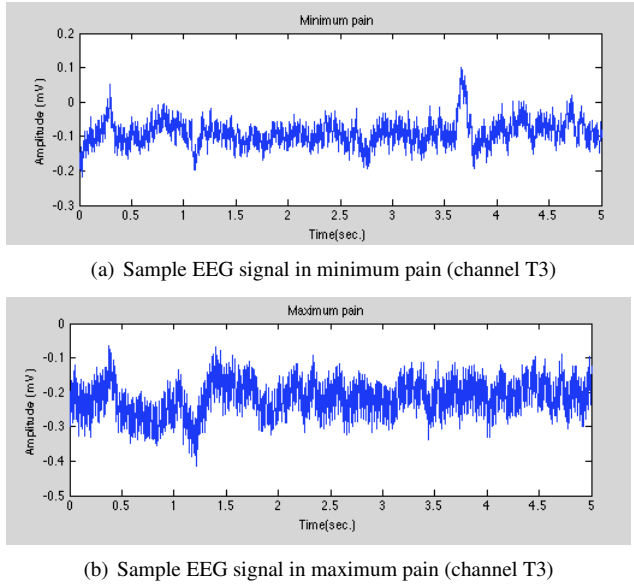 Minimum pain
0.2
0.1
0
-0.1
-0.2
-0.3
Amplitude (mV)
0 0.5 1 1.5 2 2.5 3 3.5 4 4.5 5
Time(sec.)
(a) Sample EEG signal in minimum pain (channel T3)
Maximum pain
0
-0.1
-0.2
-0.3
-0.4
-0.5
Amplitude (mV)
0 0.5 1 1.5 2 2.5 3 3.5 4 4.5 5
Time(sec.)
(b) Sample EEG signal in maximum pain (channel T3)